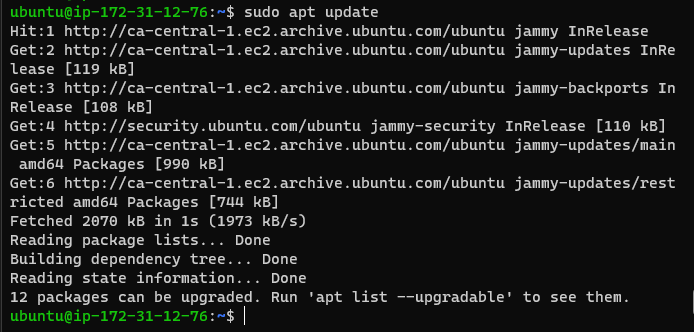 ubuntu@ip-172-31-12-76:~$ sudo apt update
Hit:1 http://ca-central-1.ec2.archive.ubuntu.com/ubuntu jammy InRelease
Get:2 http://ca-central-1.ec2.archive.ubuntu.com/ubuntu jammy-updates InRe
lease [119 kB]
Get:3 http://ca-central-1.ec2.archive.ubuntu.com/ubuntu jammy-backports In
Release [108 kB]
Get:4 http://security.ubuntu.com/ubuntu jammy-security InRelease [110 kB]
Get:5 http://ca-central-1.ec2.archive.ubuntu.com/ubuntu jammy-updates/main
 amd64 Packages [990 kB]
Get:6 http://ca-central-1.ec2.archive.ubuntu.com/ubuntu jammy-updates/rest
ricted amd64 Packages [744 kB]
Fetched 2070 kB in 1s (1973 kB/s)
Reading package lists... Done
Building dependency tree... Done
Reading state information... Done
12 packages can be upgraded. Run 'apt list --upgradable' to see them.
ubuntu@ip-172-31-12-76:~$